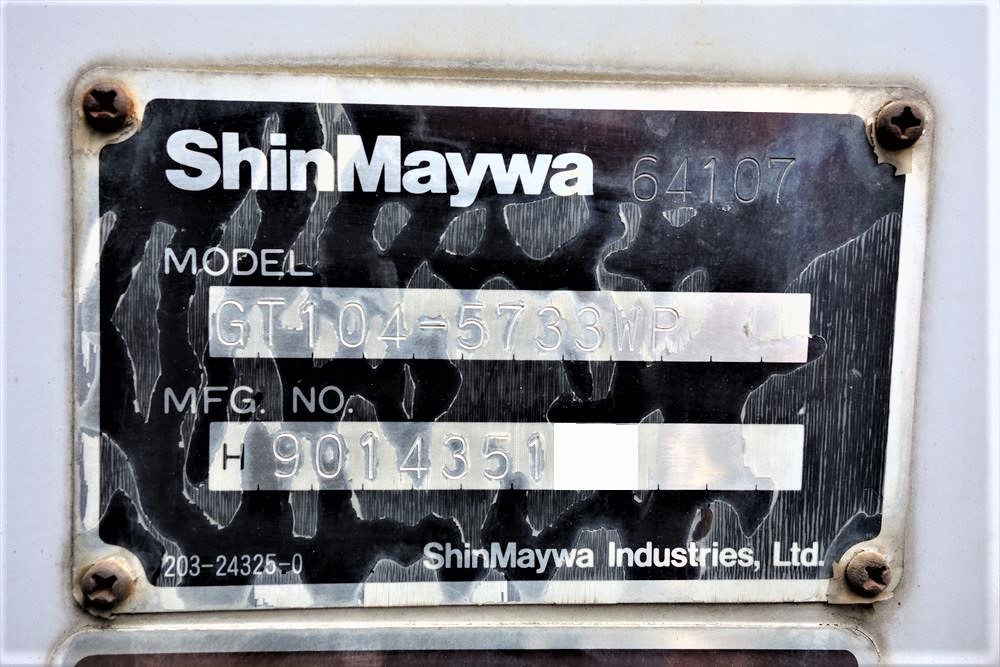 ShinMaywa 64107
MODEL
GT104-5733WP
MFG. NO.
H 9014351
203-24325-0 ShinMaywa Industries, Ltd.